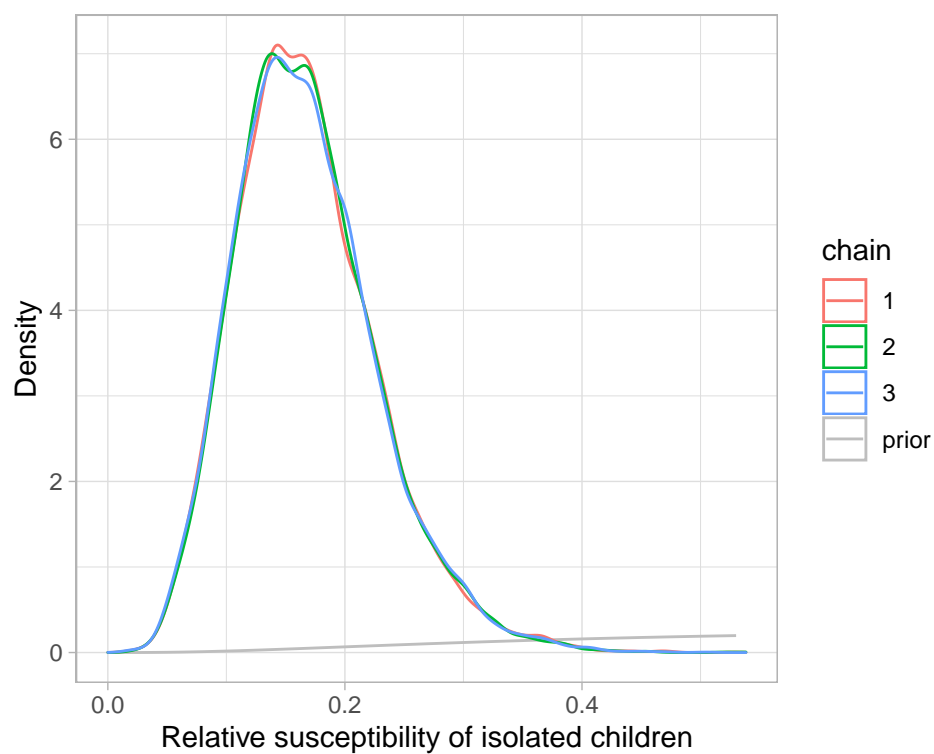 6
4
2
0
Density
0.0
0.2
0.4
Relative susceptibility of isolated children
chain
1
2
3
prior